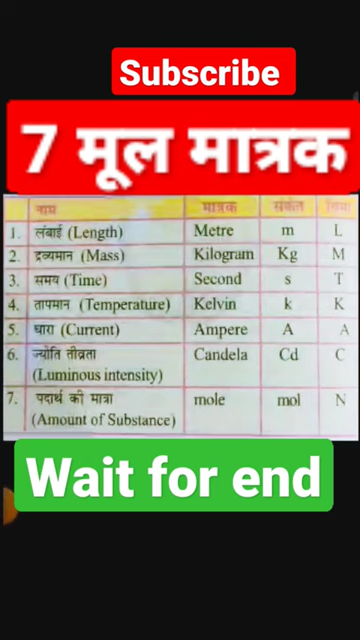 Subscribe
7 मूल मात्रक
नाम मात्रक संकेत विमा
1. लंबाई (Length) Metre m L
2. द्रव्यमान (Mass) Kilogram Kg M
3. समय (Time) Second s T
4. तापमान (Temperature) Kelvin k K
5. धारा (Current) Ampere A A
6. ज्योति तीव्रता Candela Cd C
(Luminous intensity)
7. पदार्थ की मात्रा mole mol N
(Amount of Substance)
Wait for end